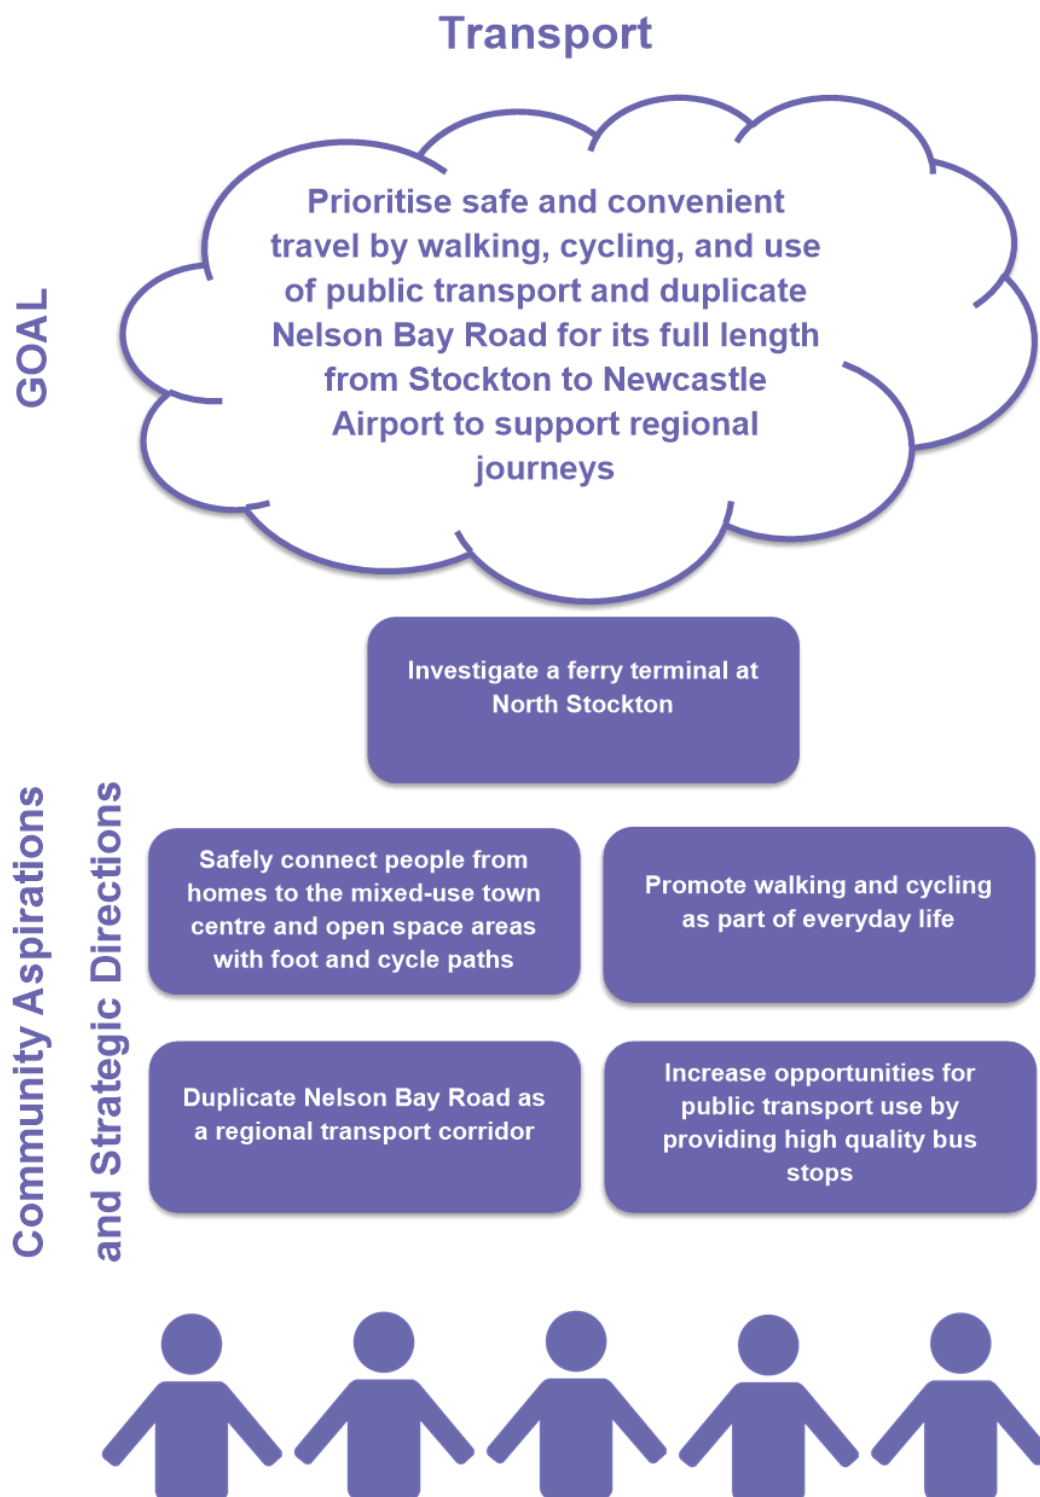 Transport
GOAL
Prioritise safe and convenient
travel by walking, cycling, and use
of public transport and duplicate
Nelson Bay Road for its full length
from Stockton to Newcastle
Airport to support regional
journeys
Community Aspirations
and Strategic Directions
Investigate a ferry terminal at
North Stockton
Safely connect people from
homes to the mixed-use town
centre and open space areas
with foot and cycle paths
Promote walking and cycling
as part of everyday life
Duplicate Nelson Bay Road as
a regional transport corridor
Increase opportunities for
public transport use by
providing high quality bus
stops